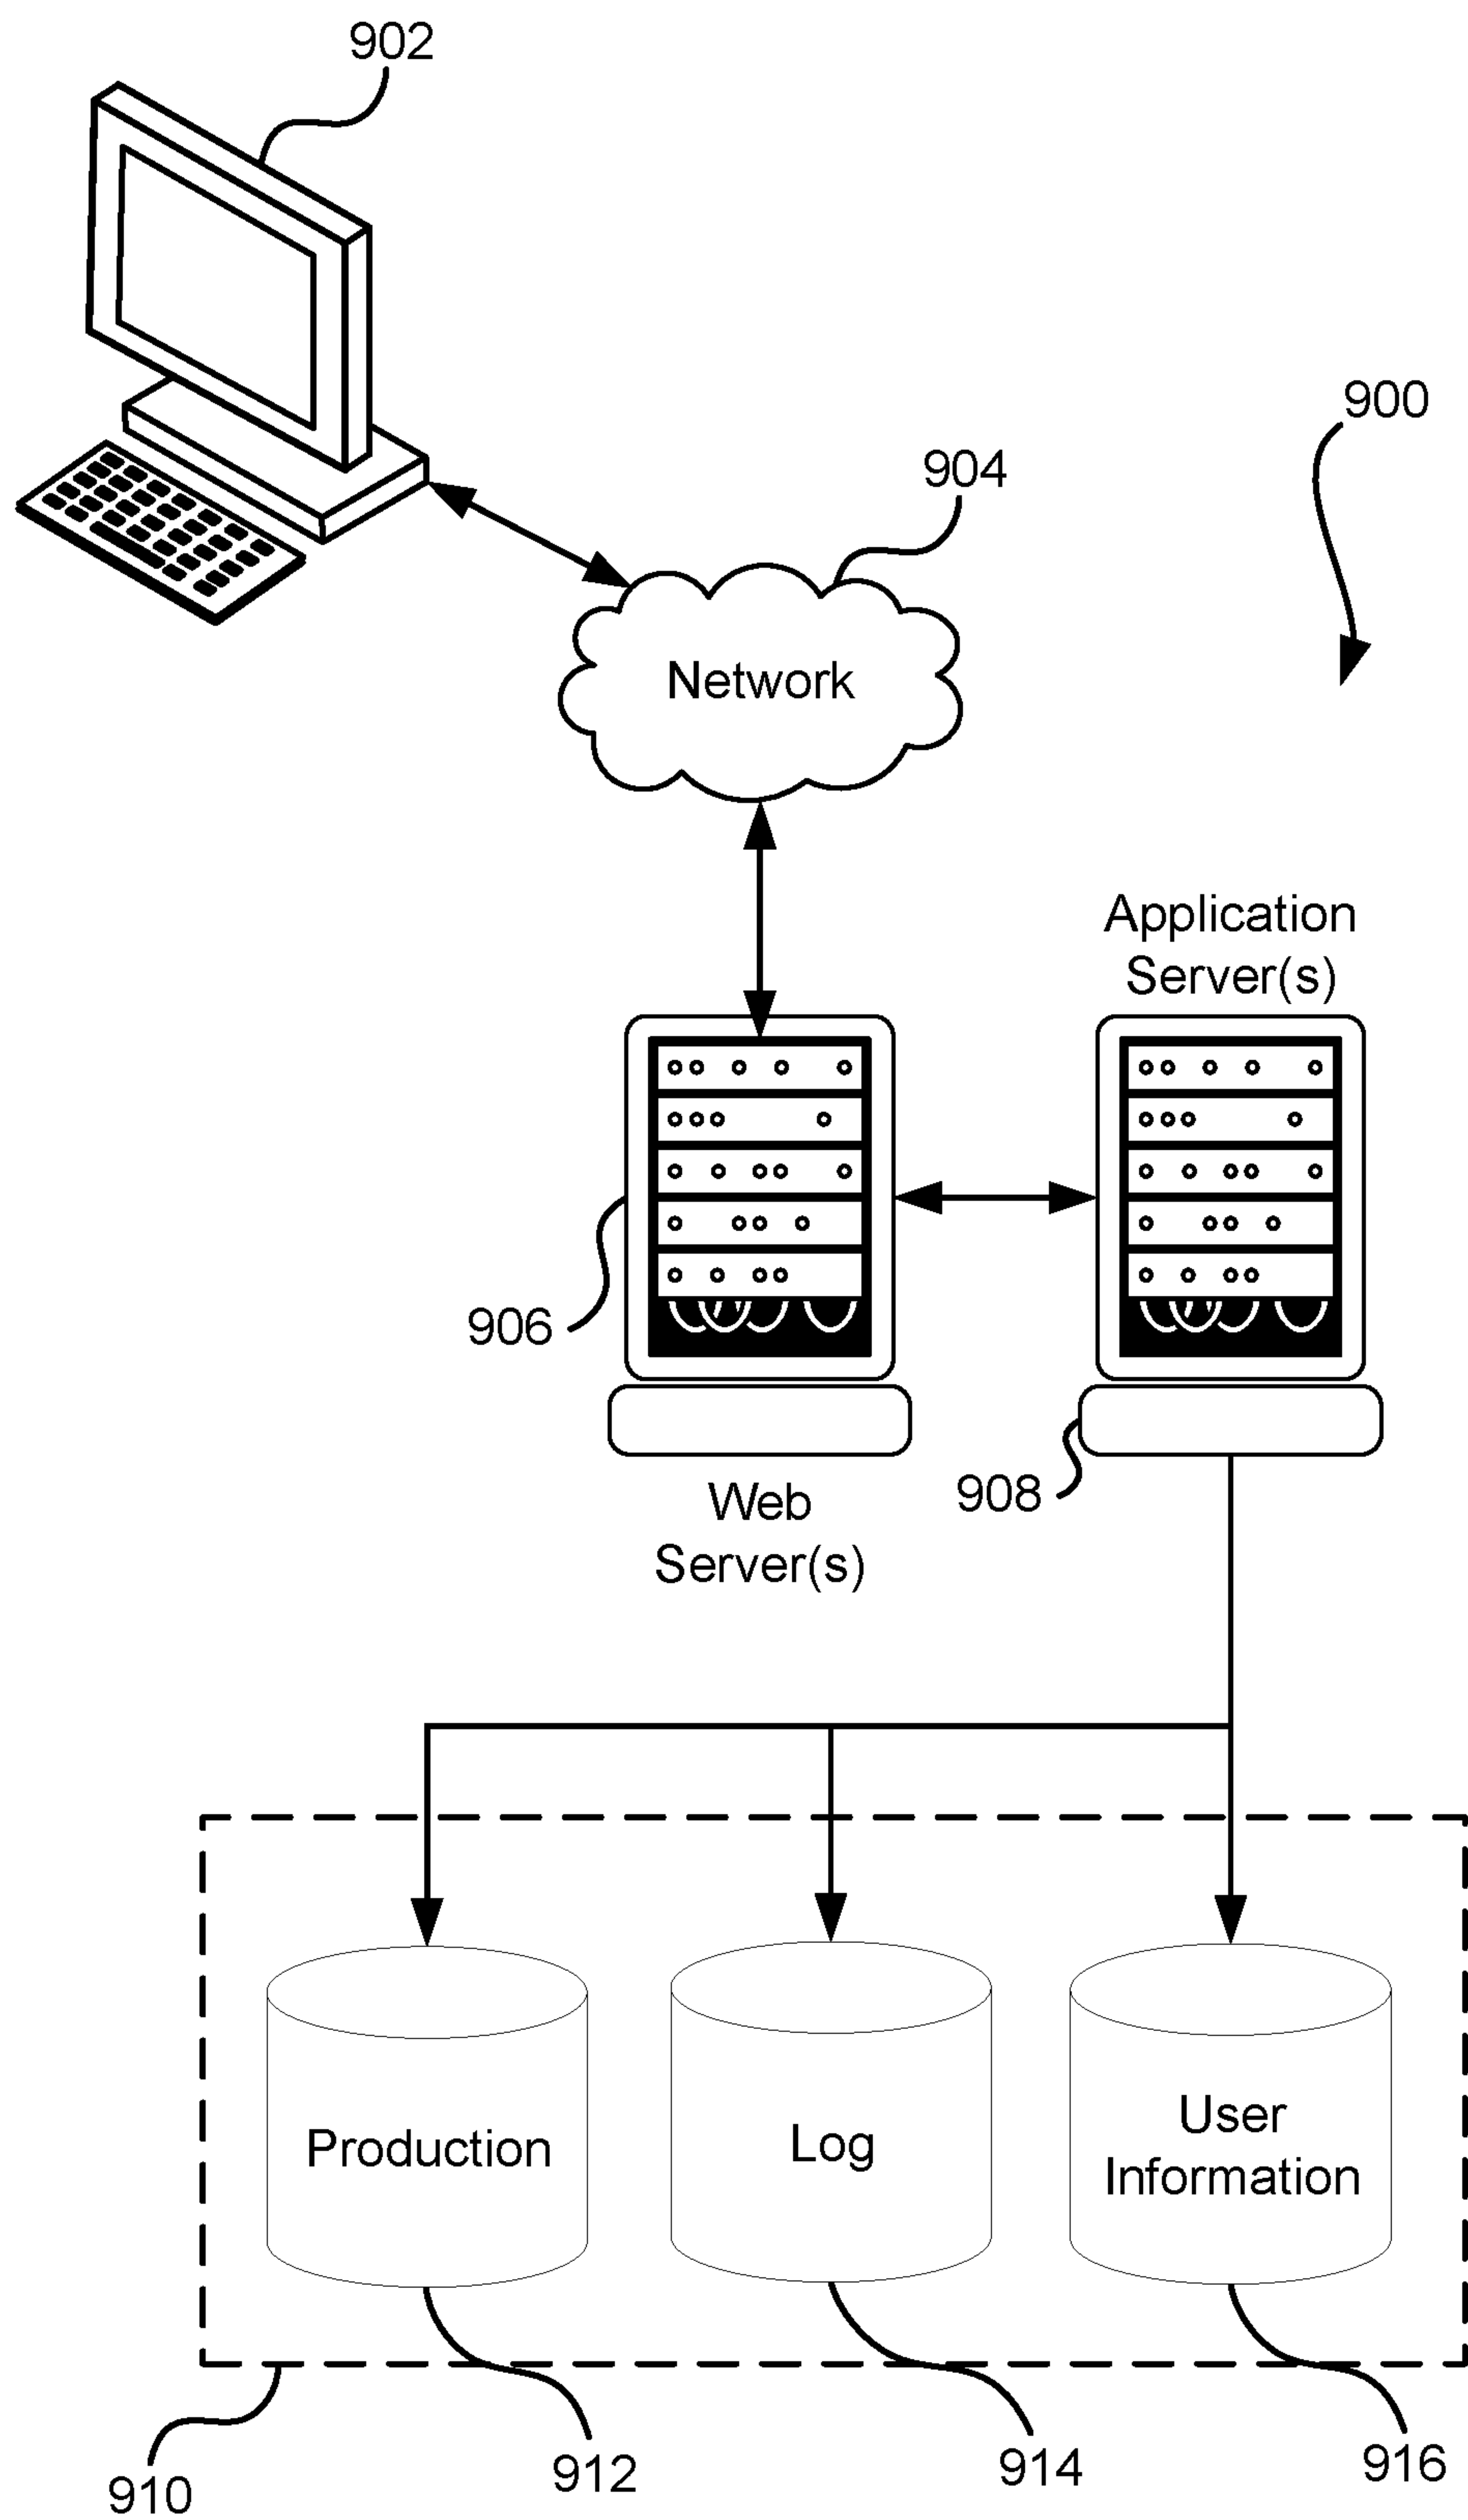 902
900
904
Network
Application
Server(s)
906
908
Web
Server(s)
Production
Log
User
Information
910
912
914
916